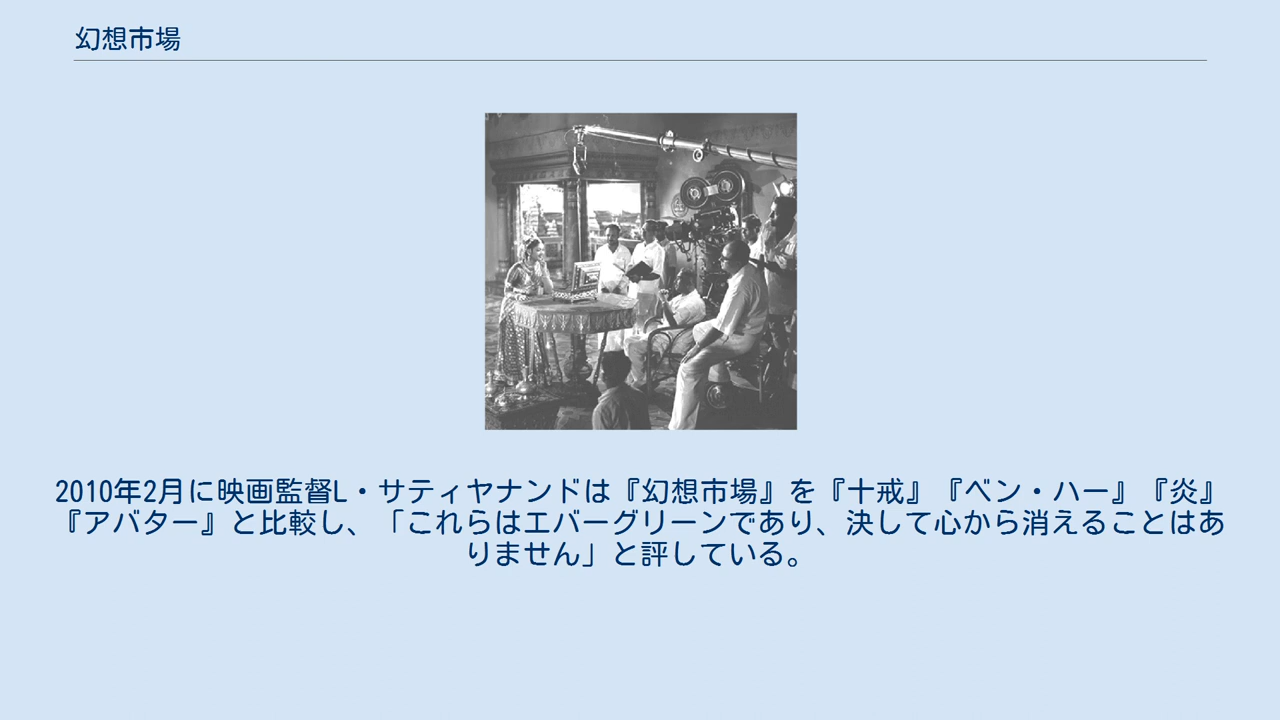 幻想市場
2010年2月に映画監督L・サティヤナンドは『幻想市場』を『十戒』『ベン・ハー』『炎』
『アバター』と比較し、「これらはエバーグリーンであり、決して心から消えることはあ
りません」と評している。